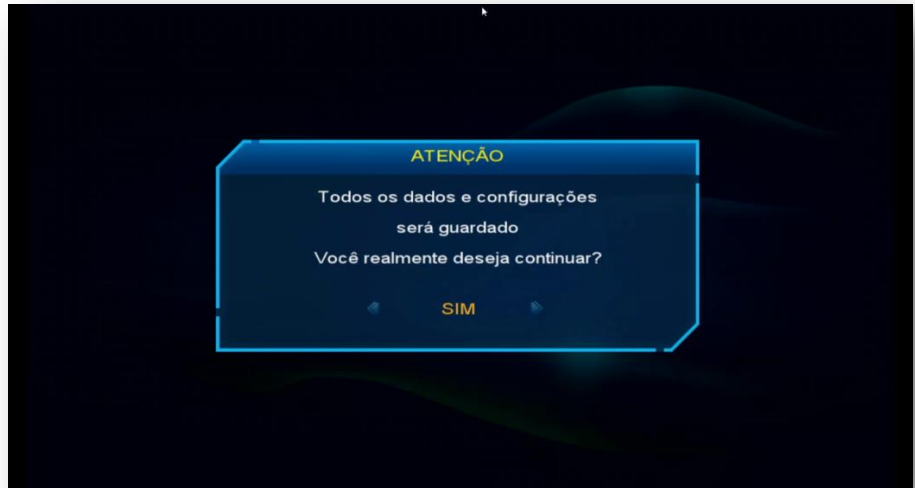 ATENÇÃO
Todos os dados e configurações
será guardado
Você realmente deseja continuar?
SIM